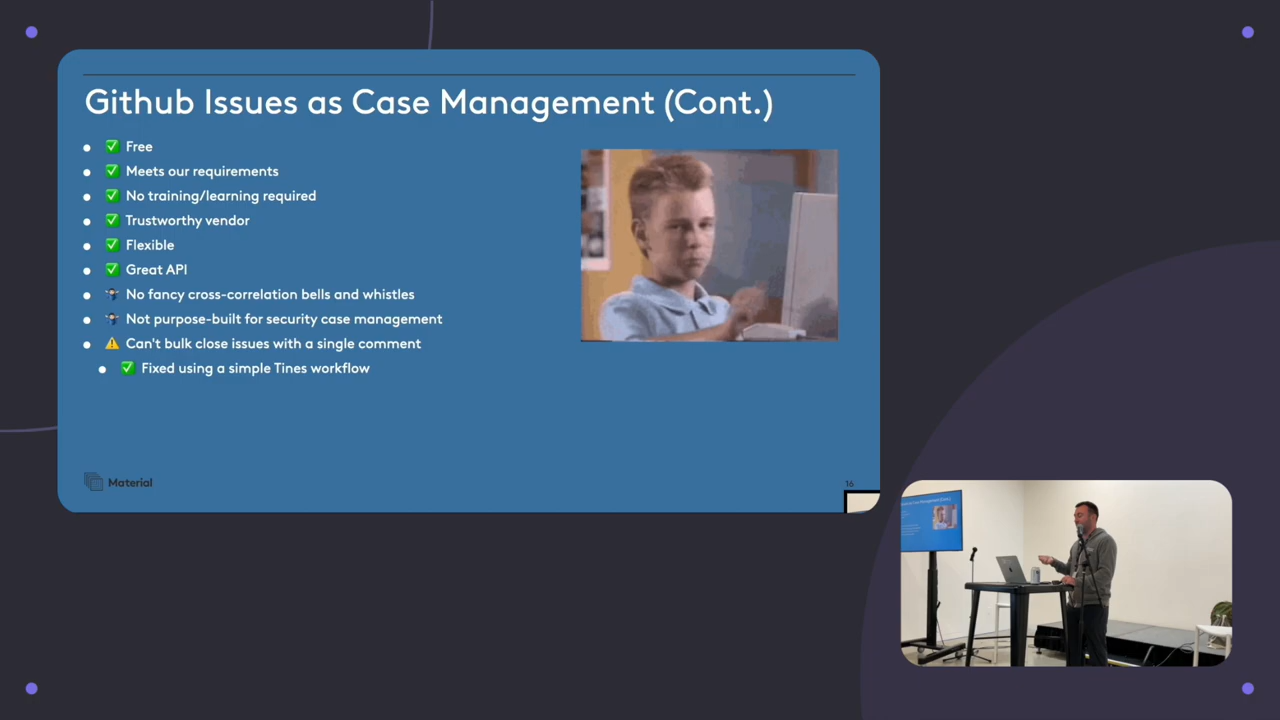 Github Issues as Case Management (Cont.)
Free
Meets our requirements
No training/learning required
Trustworthy vendor
Flexible
Great API
No fancy cross-correlation bells and whistles
Not purpose-built for security case management
Can't bulk close issues with a single comment
Fixed using a simple Tines workflow
Material
16